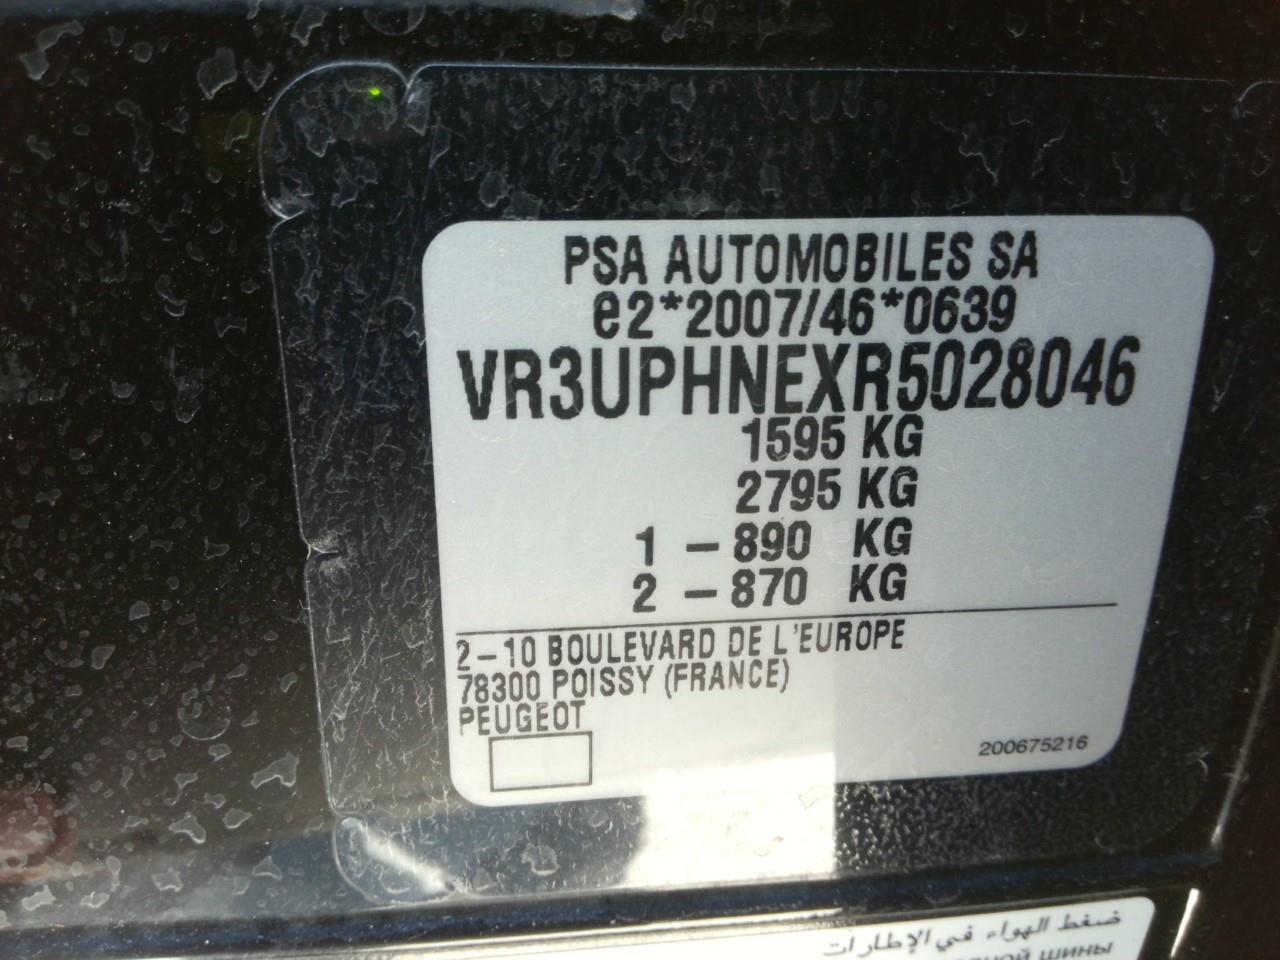 PSA AUTOMOBILES SA
e2*2007/46*0639
VR3UPHNEXR5028046
1595 KG
2795 KG
1 – 890 KG
2 – 870 KG
2–10 BOULEVARD DE L'EUROPE
78300 POISSY (FRANCE)
PEUGEOT
200675216
ضغط الهواء في الإطارات
шины